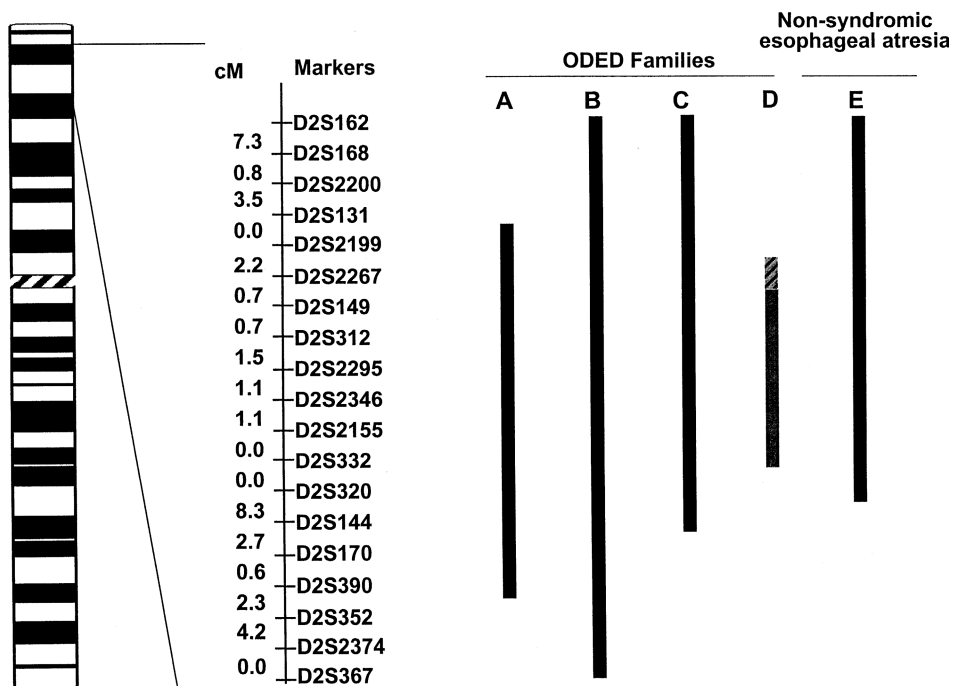 Non-syndromic
esophageal atresia
ODED Families
cM Markers
A B C D E
D2S162
7.3
D2S168
0.8
D2S2200
3.5
D2S131
0.0
D2S2199
2.2
D2S2267
0.7
D2S149
0.7
D2S312
1.5
D2S2295
1.1
D2S2346
1.1
D2S2155
0.0
D2S332
0.0
D2S320
8.3
D2S144
2.7
D2S170
0.6
D2S390
2.3
D2S352
4.2
D2S2374
0.0
D2S367